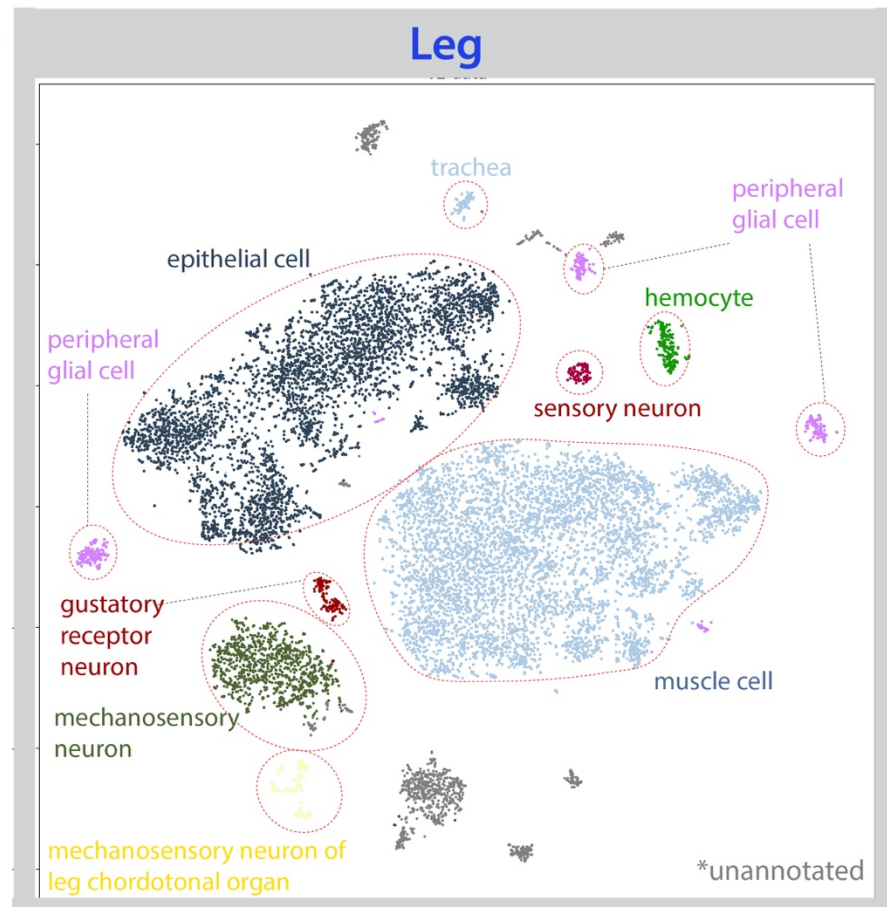 Leg
trachea
peripheral
glial cell
epithelial cell
hemocyte
peripheral
glial cell
sensory neuron
gustatory
receptor
neuron
muscle cell
mechanosensory
neuron
mechanosensory neuron of
leg chordotonal organ
*unannotated